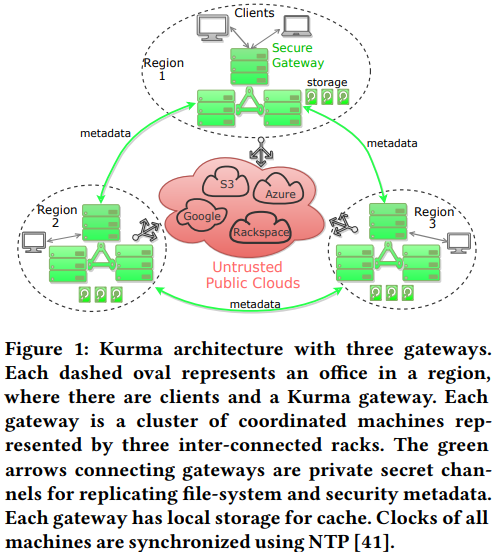 Clients
Secure
Gateway
Region
1
storage
metadata
metadata
S3
Azure
Google
Rackspace
Region
2
Region
3
Untrusted
Public Clouds
metadata
Figure 1: Kurma architecture with three gateways.
Each dashed oval represents an office in a region,
where there are clients and a Kurma gateway. Each
gateway is a cluster of coordinated machines rep-
resented by three inter-connected racks. The green
arrows connecting gateways are private secret chan-
nels for replicating file-system and security metadata.
Each gateway has local storage for cache. Clocks of all
machines are synchronized using NTP [41].